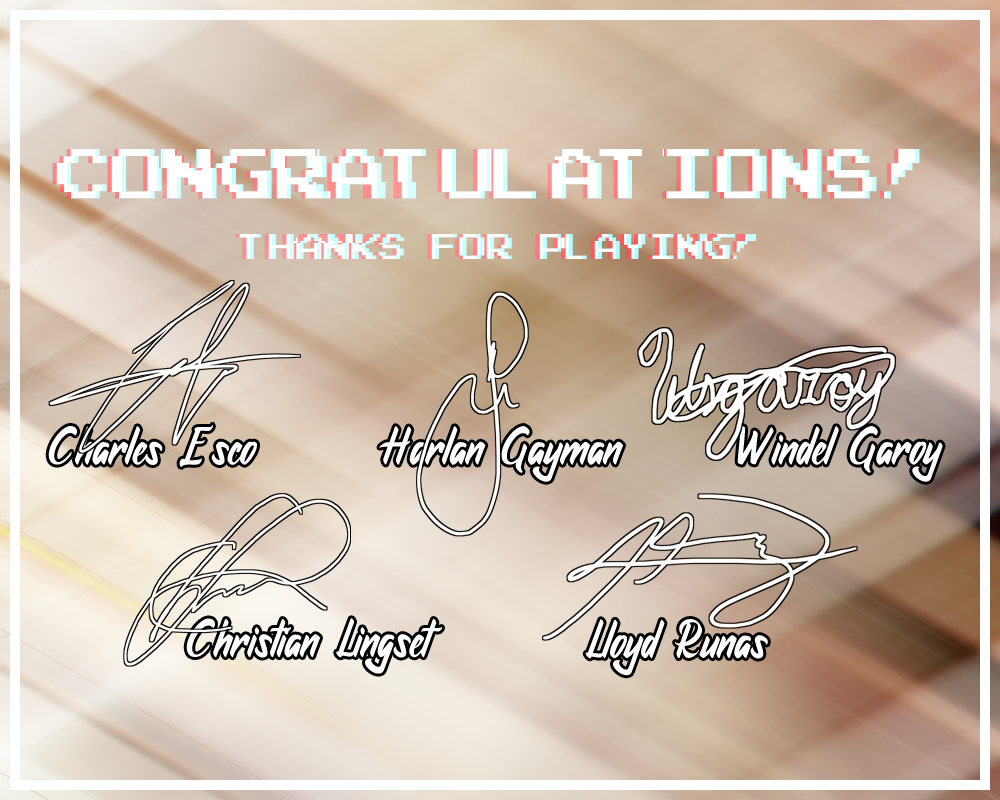 CONGRATULATIONS!
THANKS FOR PLAYING!
Charles Esco
Harlan Gayman
Windel Garoy
Christian Lingset
Lloyd Runas